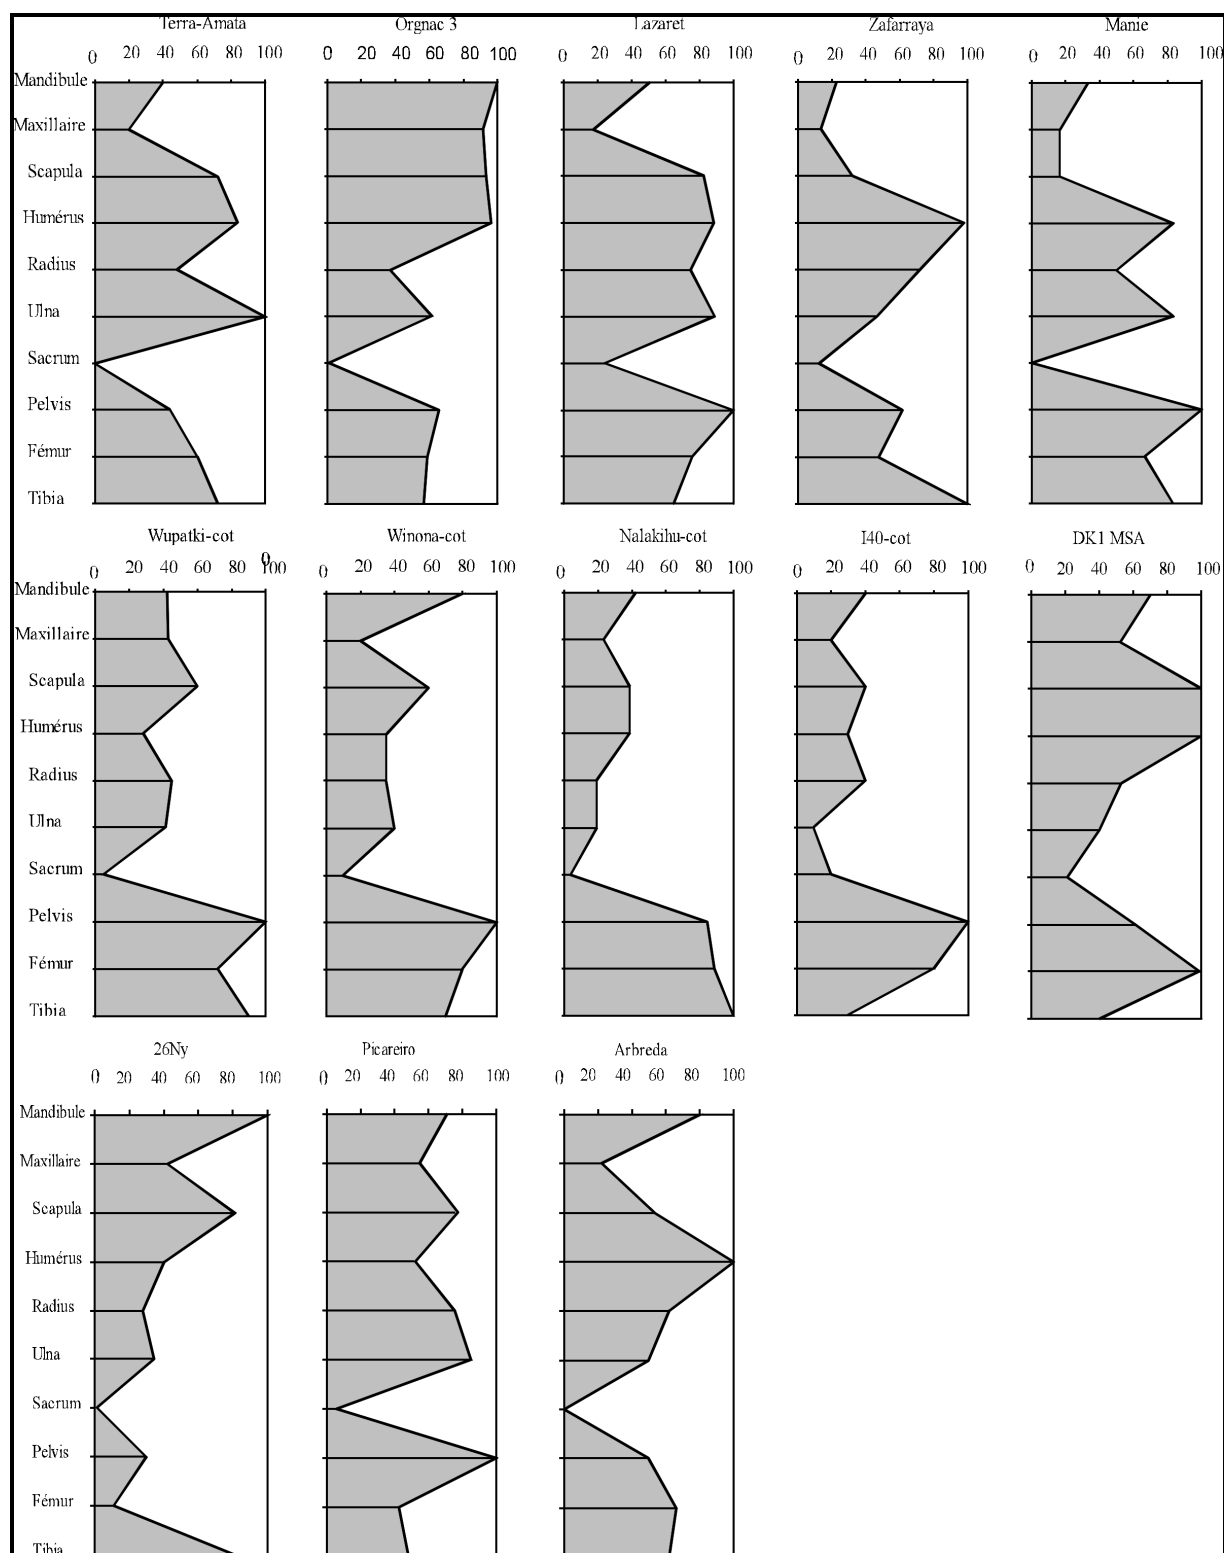 Terra-Amata Orgnac 3 Lazaret Zafarraya Manie
0 20 40 60 80 100 0 20 40 60 80 100 0 20 40 60 80 100 0 20 40 60 80 100 0 20 40 60 80 100
Mandibule
Maxillaire
Scapula
Humérus
Radius
Ulna
Sacrum
Pelvis
Fémur
Tibia
Wupatki-cot Winona-cot Nalakihu-cot I40-cot DK1 MSA
0
0 20 40 60 80 100 0 20 40 60 80 100 0 20 40 60 80 100 0 20 40 60 80 100 0 20 40 60 80 100
Mandibule
Maxillaire
Scapula
Humérus
Radius
Ulna
Sacrum
Pelvis
Fémur
Tibia
26Ny Picareiro Arbreda
0 20 40 60 80 100 0 20 40 60 80 100 0 20 40 60 80 100
Mandibule
Maxillaire
Scapula
Humérus
Radius
Ulna
Sacrum
Pelvis
Fémur
Tibia